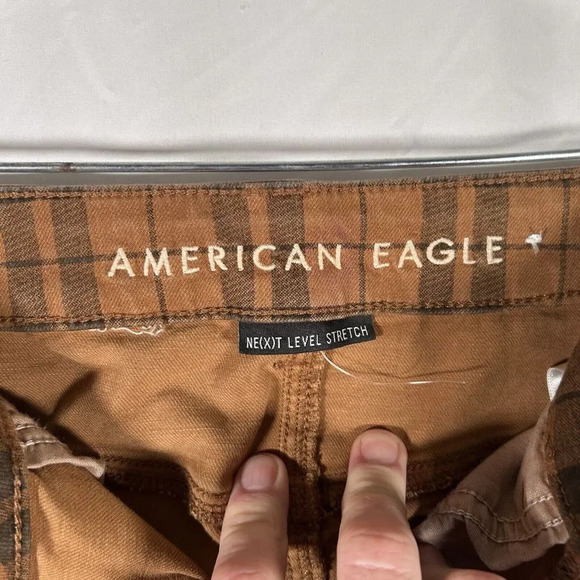 AMERICAN EAGLE
NE(X)T LEVEL STRETCH